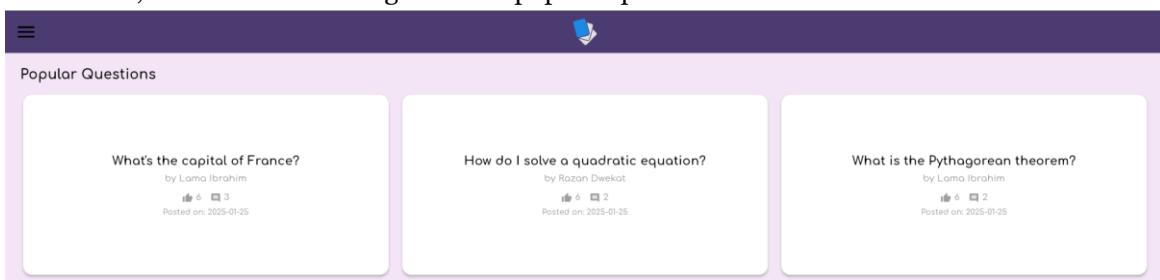 Popular Questions
What's the capital of France?
by Lama Ibrahim
6 3
Posted on: 2025-01-25
How do I solve a quadratic equation?
by Razan Dwekat
6 2
Posted on: 2025-01-25
What is the Pythagorean theorem?
by Lama Ibrahim
6 2
Posted on: 2025-01-25